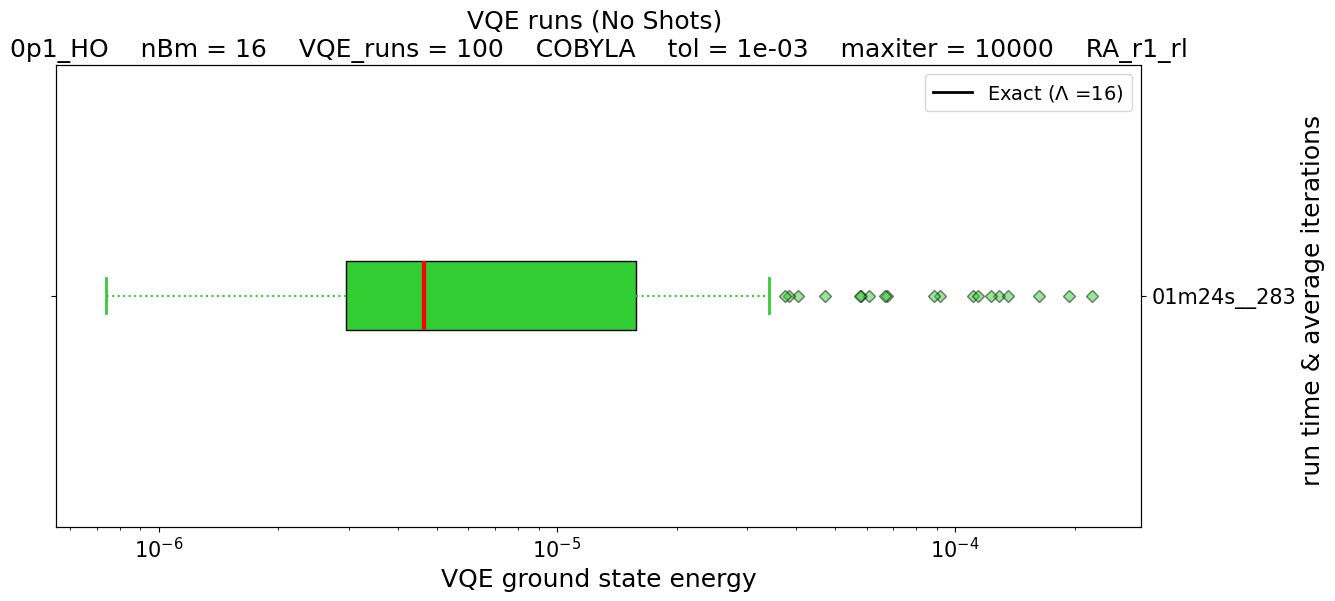 VQE runs (No Shots)
0p1_HO    nBm = 16    VQE_runs = 100    COBYLA    tol = 1e-03    maxiter = 10000    RA_r1_rl
Exact (Λ =16)
01m24s__283
run time & average iterations
10⁻⁶ 10⁻⁵ 10⁻⁴
VQE ground state energy